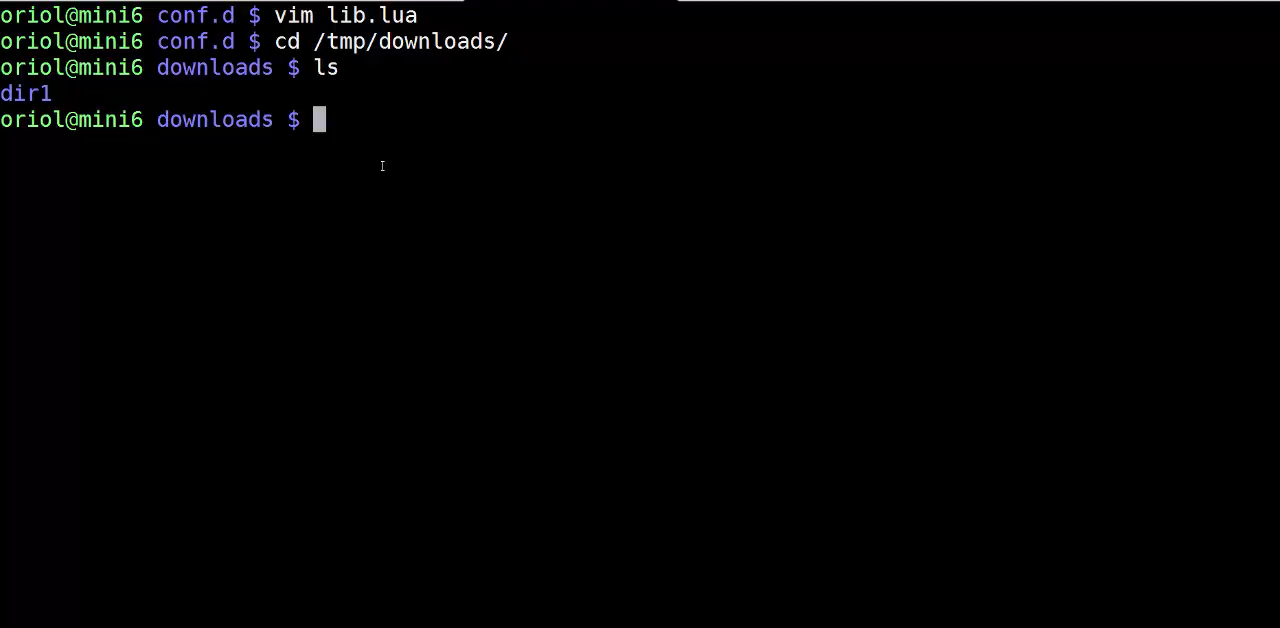 oriol@mini6 conf.d $ vim lib.lua
oriol@mini6 conf.d $ cd /tmp/downloads/
oriol@mini6 downloads $ ls
dir1
oriol@mini6 downloads $